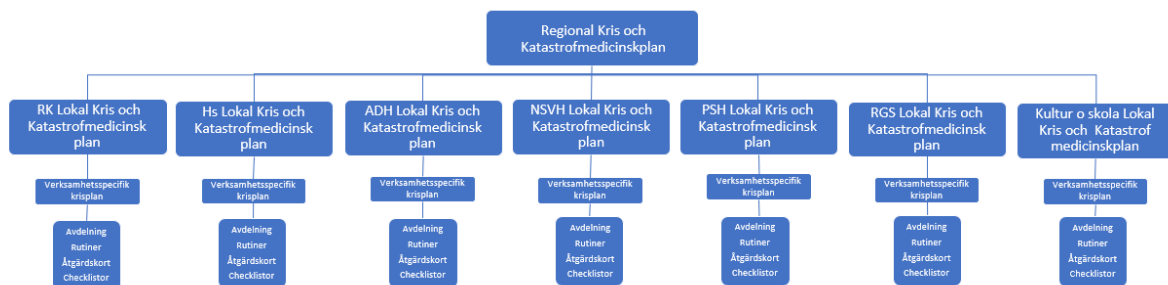 Regional Kris och
Katastrofmedicinskplan
RK Lokal Kris och
Katastrofmedicinsk
plan
Hs Lokal Kris och
Katastrofmedicinsk
plan
ADH Lokal Kris och
Katastrofmedicinsk
plan
NSVH Lokal Kris och
Katastrofmedicinsk
plan
PSH Lokal Kris och
Katastrofmedicinsk
plan
RGS Lokal Kris och
Katastrofmedicinsk
plan
Kultur o skola Lokal
Kris och Katastrof
medicinskplan
Verksamhetsspecifik
krisplan
Verksamhetsspecifik
krisplan
Verksamhetsspecifik
krisplan
Verksamhetsspecifik
krisplan
Verksamhetsspecifik
krisplan
Verksamhetsspecifik
krisplan
Verksamhetsspecifik
krisplan
Avdelning
Rutiner
Åtgärdskort
Checklistor
Avdelning
Rutiner
Åtgärdskort
Checklistor
Avdelning
Rutiner
Åtgärdskort
Checklistor
Avdelning
Rutiner
Åtgärdskort
Checklistor
Avdelning
Rutiner
Åtgärdskort
Checklistor
Avdelning
Rutiner
Åtgärdskort
Checklistor
Avdelning
Rutiner
Åtgärdskort
Checklistor